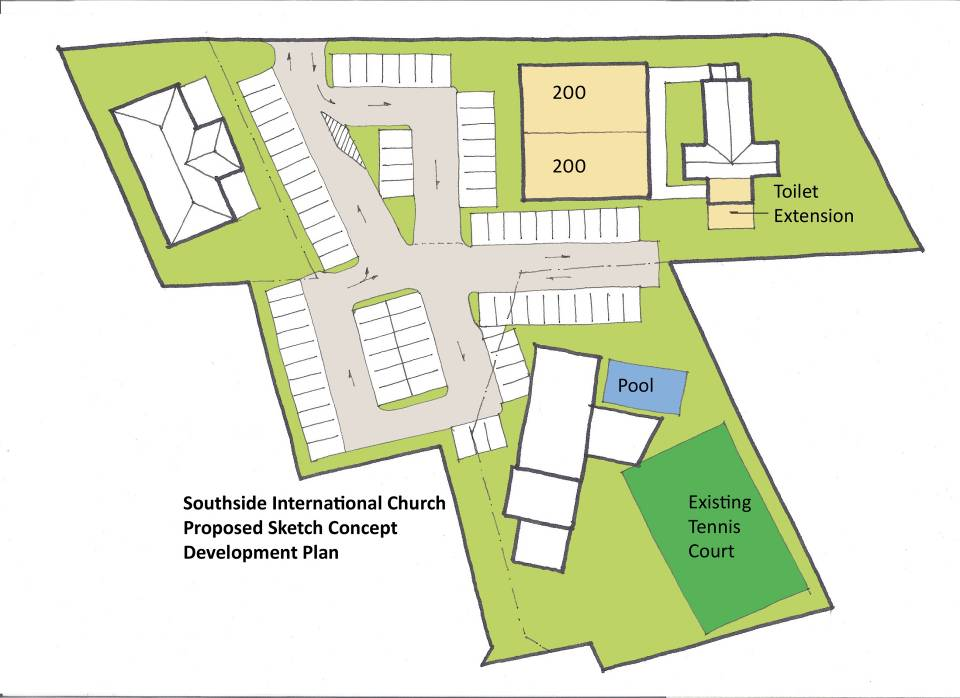 200
200
Toilet
Extension
Pool
Southside International Church
Proposed Sketch Concept
Development Plan
Existing
Tennis
Court